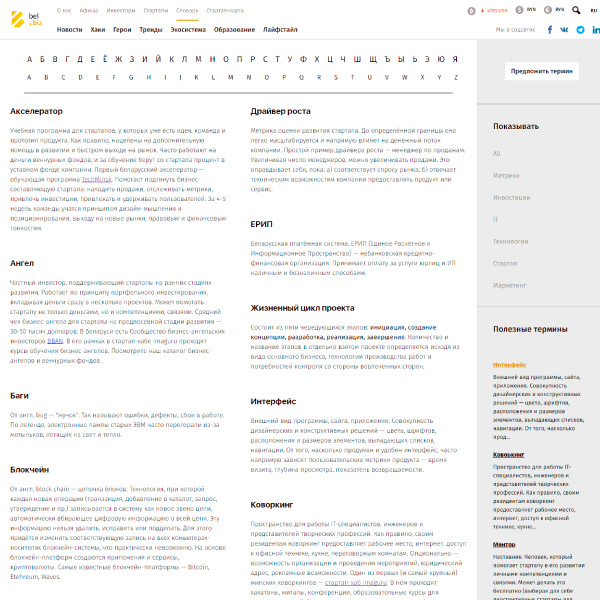 bel
.biz
О нас Афиша Инвесторы Стартапы Словарь Стартап-карта
BYN BYN RU
Новости Хаки Герои Тренды Экосистема Образование Лайфстайл
Мы в соцсетях
А Б В Г Д Е Ё Ж З И Й К Л М Н О П Р С Т У Ф Х Ц Ч Ш Щ Ъ Ы Ь Э Ю Я
A B C D E F G H I J K L M N O P Q R S T U V W X Y Z
Акселератор
Учебная программа для стартапов, у которых уже есть идея, команда и
прототип продукта. Как правило, нацелены на дополнительную
помощь в развитии и быстром выходе на рынок. Часто работают на
деньги венчурных фондов, и за обучение берут со стартапа процент в
уставном фонде компании. Первый беларуский акселератор —
обучающая программа TechMinsk. Помогает подтянуть бизнес-
составляющую стартапа: наладить продажи, отслеживать метрики,
привлечь инвестиции, привлекать и удерживать пользователей. За 4-5
недель команды учатся принципам дизайн-мышления и
позиционирования, выходу на новые рынки, правовым и финансовым
тонкостям.
Ангел
Частный инвестор, поддерживающий стартапы на ранних стадиях
развития. Работает по принципу портфельного инвестирования,
вкладывая деньги сразу в несколько проектов. Может помогать
стартапу не только деньгами, но и компетенциями, связями. Средний
чек бизнес-ангела для стартапа на предпосевной стадии развития —
30-50 тысяч долларов. В Беларуси есть Сообщество бизнес-ангельских
инвесторов BBAN. В его рамках в стартап-хабе Imaguru проходят
курсы обучения бизнес-ангелов. Посмотрите наш каталог бизнес-
ангелов и венчурных фондов.
Баги
От англ. bug — "жучок". Так называют ошибки, дефекты, сбои в работе.
По легенде, электронные лампы старых ЭВМ часто перегорали из-за
мотыльков, летящих на свет и тепло.
Блокчейн
От англ. block chain — цепочка блоков. Технология, при которой
каждая новая операция (транзакция, добавление в каталог, запрос,
утверждение и пр.) записывается в систему как новое звено цепи,
автоматически вбирающее цифровую информацию о всей цепи. Эту
информацию нельзя удалить, исправить или подделать. Для этого
придётся изменить соответствующую запись на всех компьютерах-
носителях блокчейн-системы, что практически невозможно. На основе
блокчейн-платформ создаются приложения и сервисы,
криптовалюты. Самые известные блокчейн-платформы — Bitcoin,
Etehreum, Waves.
Драйвер роста
Метрика оценки развития стартапа. До определённой границы она
легко масштабируется и напрямую влияет на денежный поток
компании. Простой пример драйвера роста — менеджер по продажам.
Увеличивая число менеджеров, можно увеличивать продажи. Это
оправдывает себя, пока: а) соответствует спросу рынка; б) отвечает
техническим возможностям компании предоставлять продукт или
сервис.
ЕРИП
Беларуская платёжная система. ЕРИП (Единое Расчётное и
Информационное Пространство) — небанковская кредитно-
финансовая организация. Принимает оплату за услуги юрлиц и ИП
наличным и безналичным способами.
Жизненный цикл проекта
Состоит из пяти чередующихся этапов: инициация, создание
концепции, разработка, реализация, завершение. Количество и
название этапов в отдельно взятом проекте определяется исходя из
вида основного бизнеса, технологии производства работ и
потребностей контроля со стороны вовлеченных сторон.
Интерфейс
Внешний вид программы, сайта, приложения. Совокупность
дизайнерских и конструктивных решений — цвета, шрифтов,
расположения и размеров элементов, выпадающих списков,
навигации. От того, насколько продуман и удобен интерфейс, часто
напрямую зависят пользовательские метрики продукта — время
визита, глубина просмотра, показатель возвращаемости.
Коворкинг
Пространство для работы IT-специалистов, инженеров и
представителей творческих профессий. Как правило, своим
резидентам коворкинг предоставляет рабочее место, интернет, доступ
к офисной технике, кухне, переговорным комнатам. Опционально —
возможность организации и проведения мероприятий, юридический
адрес, рекламные возможности. Один из первых (и самый крупный)
минских коворкингов — стартап-хаб Imaguru. В нём проходят
хакатоны, митапы, конференции, образовательные курсы для
Предложить термин
Показывать
All
Метрики
Инвестиции
IT
Технологии
Стартап
Маркетинг
Полезные термины
Интерфейс
Внешний вид программы, сайта,
приложения. Совокупность
дизайнерских и конструктивных
решений — цвета, шрифтов,
расположения и размеров
элементов, выпадающих списков,
навигации. От того, насколько
прод...
Коворкинг
Пространство для работы IT-
специалистов, инженеров и
представителей творческих
профессий. Как правило, своим
резидентам коворкинг
предоставляет рабочее место,
интернет, доступ к офисной
технике, кухне...
Ментор
Наставник. Человек, который
помогает стартапу в его развитии
личными компетенциями и
связями. Может делать это
бесплатно (выбирая для себя